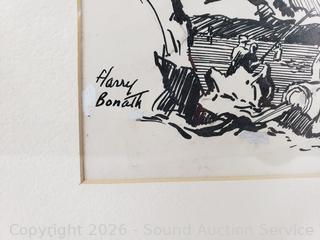 Harry
Bonath
Copyright 2026 - Sound Auction Service